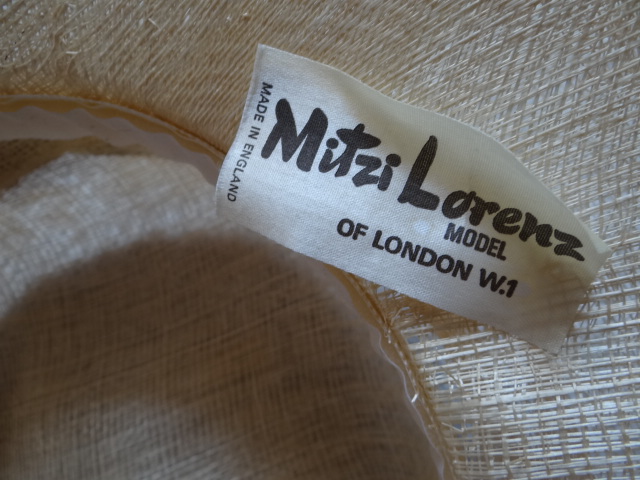 MADE IN ENGLAND
Mitzi Lorenz
MODEL
OF LONDON W.1